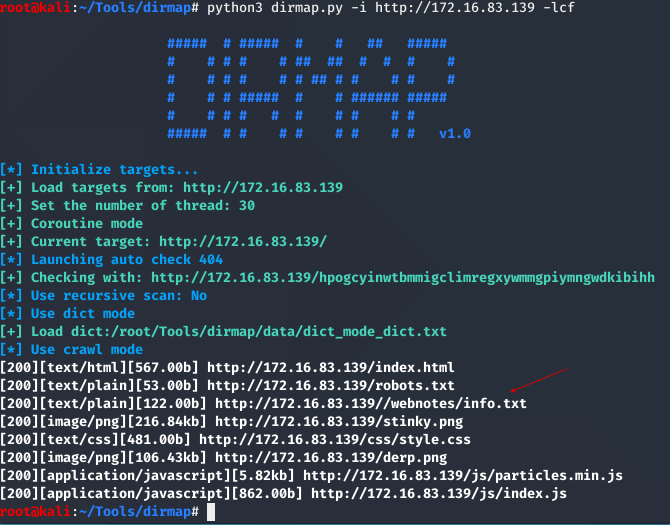 root@kali:~/Tools/dirmap# python3 dirmap.py -i http://172.16.83.139 -lcf
##### # ##### # # ## #####
# # # # # ## ## # # # #
# # # # # # ## # # # # #
# # # ##### # # ###### #####
# # # # # # # # # #
##### # # # # # # # # v1.0
[*] Initialize targets...
[+] Load targets from: http://172.16.83.139
[+] Set the number of thread: 30
[+] Coroutine mode
[+] Current target: http://172.16.83.139/
[*] Launching auto check 404
[+] Checking with: http://172.16.83.139/hpogcyinwtbmmigclimregxywmmgpiymngwdkibihh
[*] Use recursive scan: No
[*] Use dict mode
[+] Load dict:/root/Tools/dirmap/data/dict_mode_dict.txt
[*] Use crawl mode
[200][text/html][567.00b] http://172.16.83.139/index.html
[200][text/plain][53.00b] http://172.16.83.139/robots.txt
[200][text/plain][122.00b] http://172.16.83.139//webnotes/info.txt
[200][image/png][216.84kb] http://172.16.83.139/stinky.png
[200][text/css][481.00b] http://172.16.83.139/css/style.css
[200][image/png][106.43kb] http://172.16.83.139/derp.png
[200][application/javascript][5.82kb] http://172.16.83.139/js/particles.min.js
[200][application/javascript][862.00b] http://172.16.83.139/js/index.js
root@kali:~/Tools/dirmap#